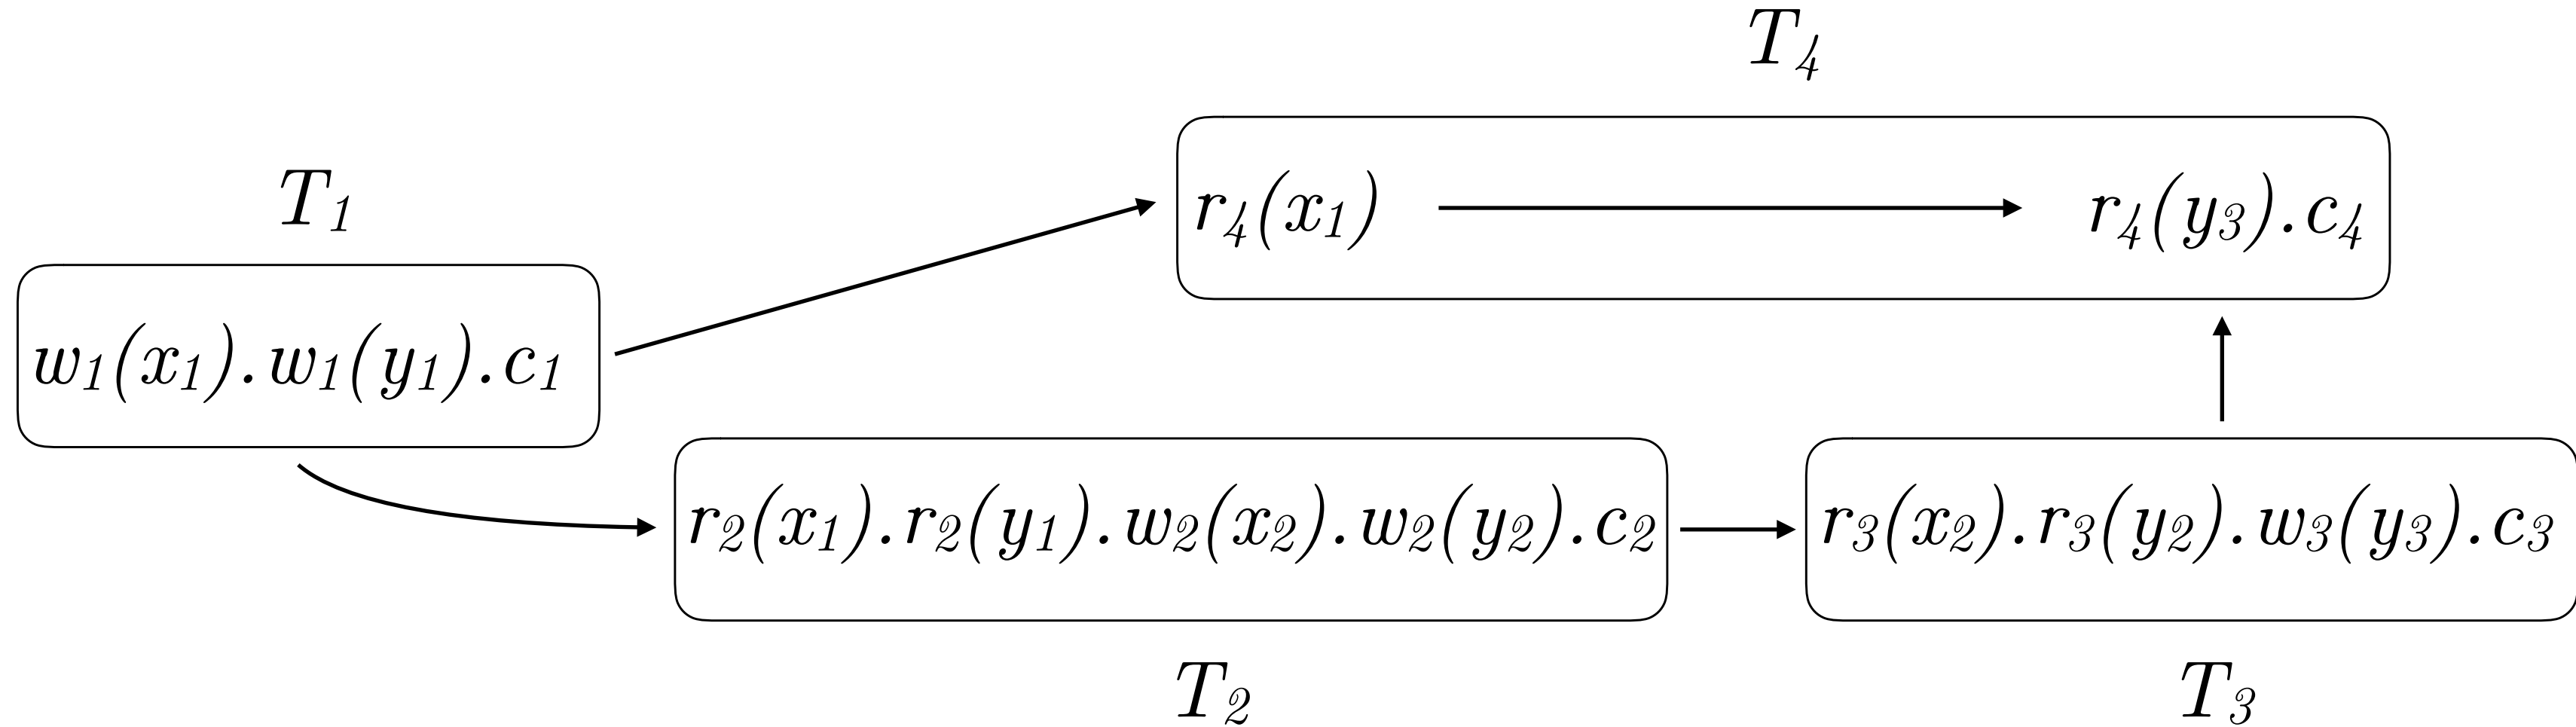 T₄
r₄(x₁) r₄(y₃).c₄
T₁
w₁(x₁).w₁(y₁).c₁
r₂(x₁).r₂(y₁).w₂(x₂).w₂(y₂).c₂ r₃(x₂).r₃(y₂).w₃(y₃).c₃
T₂ T₃